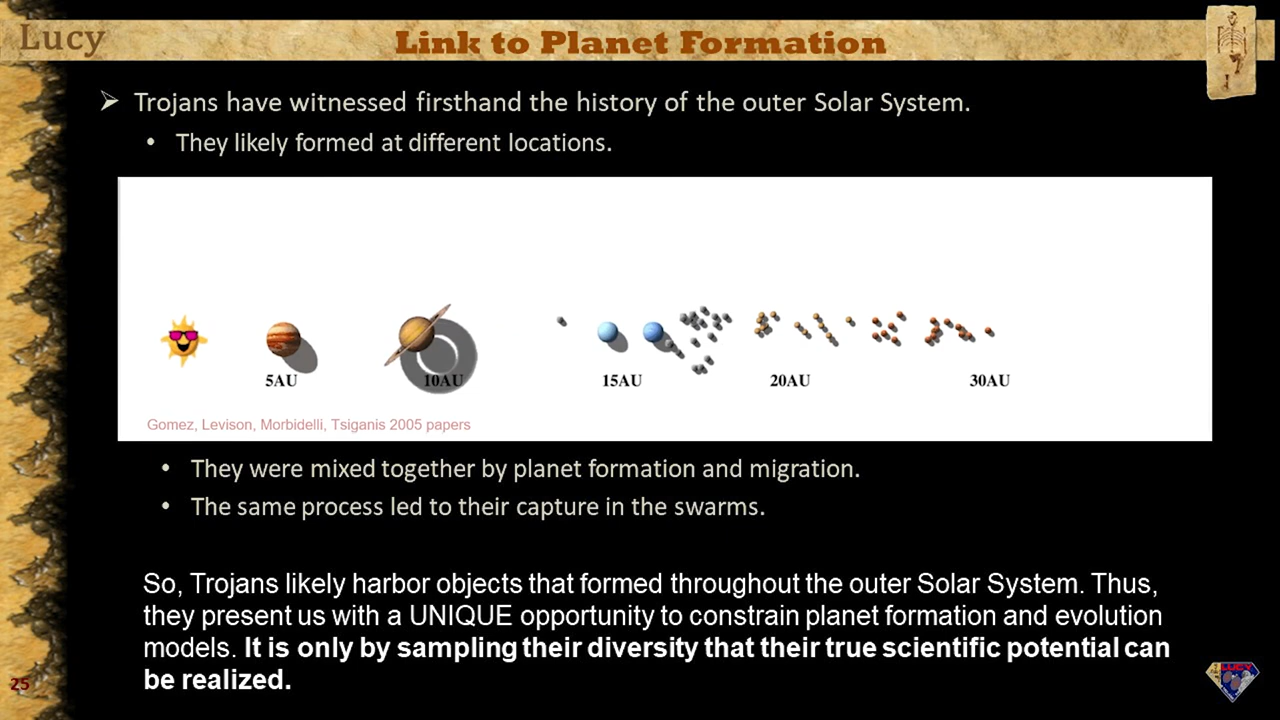 Lucy
Link to Planet Formation
Trojans have witnessed firsthand the history of the outer Solar System.
They likely formed at different locations.
5AU
10AU
15AU
20AU
30AU
Gomez, Levison, Morbidelli, Tsiganis 2005 papers
They were mixed together by planet formation and migration.
The same process led to their capture in the swarms.
So, Trojans likely harbor objects that formed throughout the outer Solar System. Thus,
they present us with a UNIQUE opportunity to constrain planet formation and evolution
models. It is only by sampling their diversity that their true scientific potential can
be realized.
25
LUCY